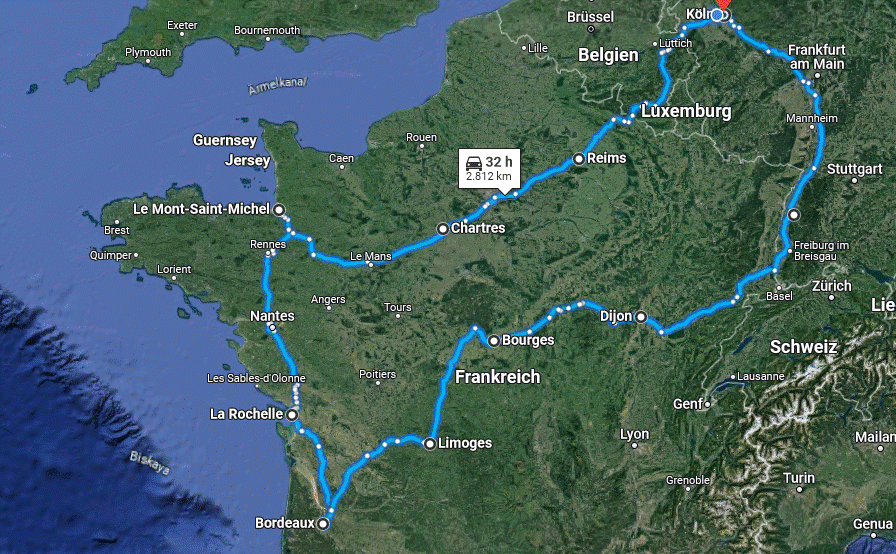 Exeter
Bournemouth
Plymouth
Brüssel
Köln
Lille
Belgien
Lüttich
Frankfurt
am Main
Ärmelkanal
Luxemburg
Mannheim
Guernsey
Jersey
Rouen
Caen
32 h
2.812 km
Reims
Stuttgart
Le Mont-Saint-Michel
Brest
Chartres
Rennes
Le Mans
Quimper
Lorient
Freiburg im
Breisgau
Angers
Tours
Basel
Zürich
Lie
Nantes
Dijon
Bourges
Schweiz
Les Sables-d'Olonne
Poitiers
Frankreich
Lausanne
La Rochelle
Genf
Limoges
Lyon
Mailan
Biskaya
Grenoble
Turin
Bordeaux
Genua